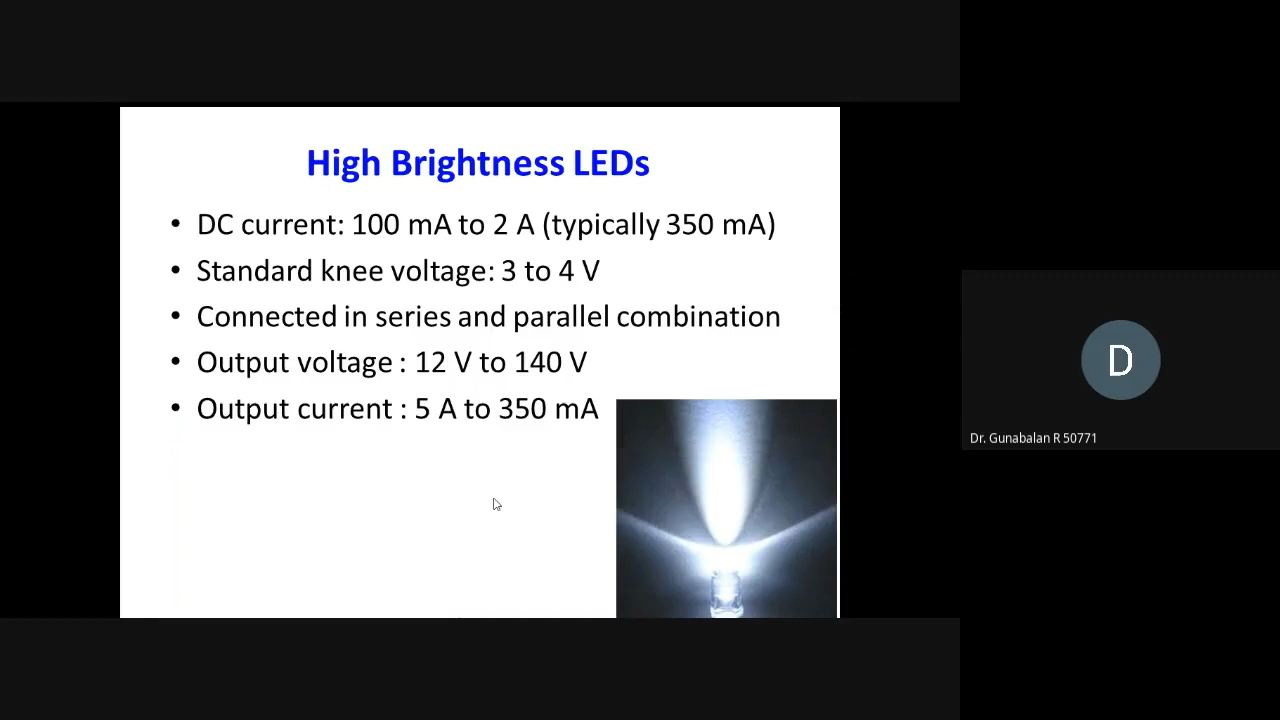 High Brightness LEDs
• DC current: 100 mA to 2 A (typically 350 mA)
• Standard knee voltage: 3 to 4 V
• Connected in series and parallel combination
• Output voltage : 12 V to 140 V
• Output current : 5 A to 350 mA
D
Dr. Gunabalan R 50771